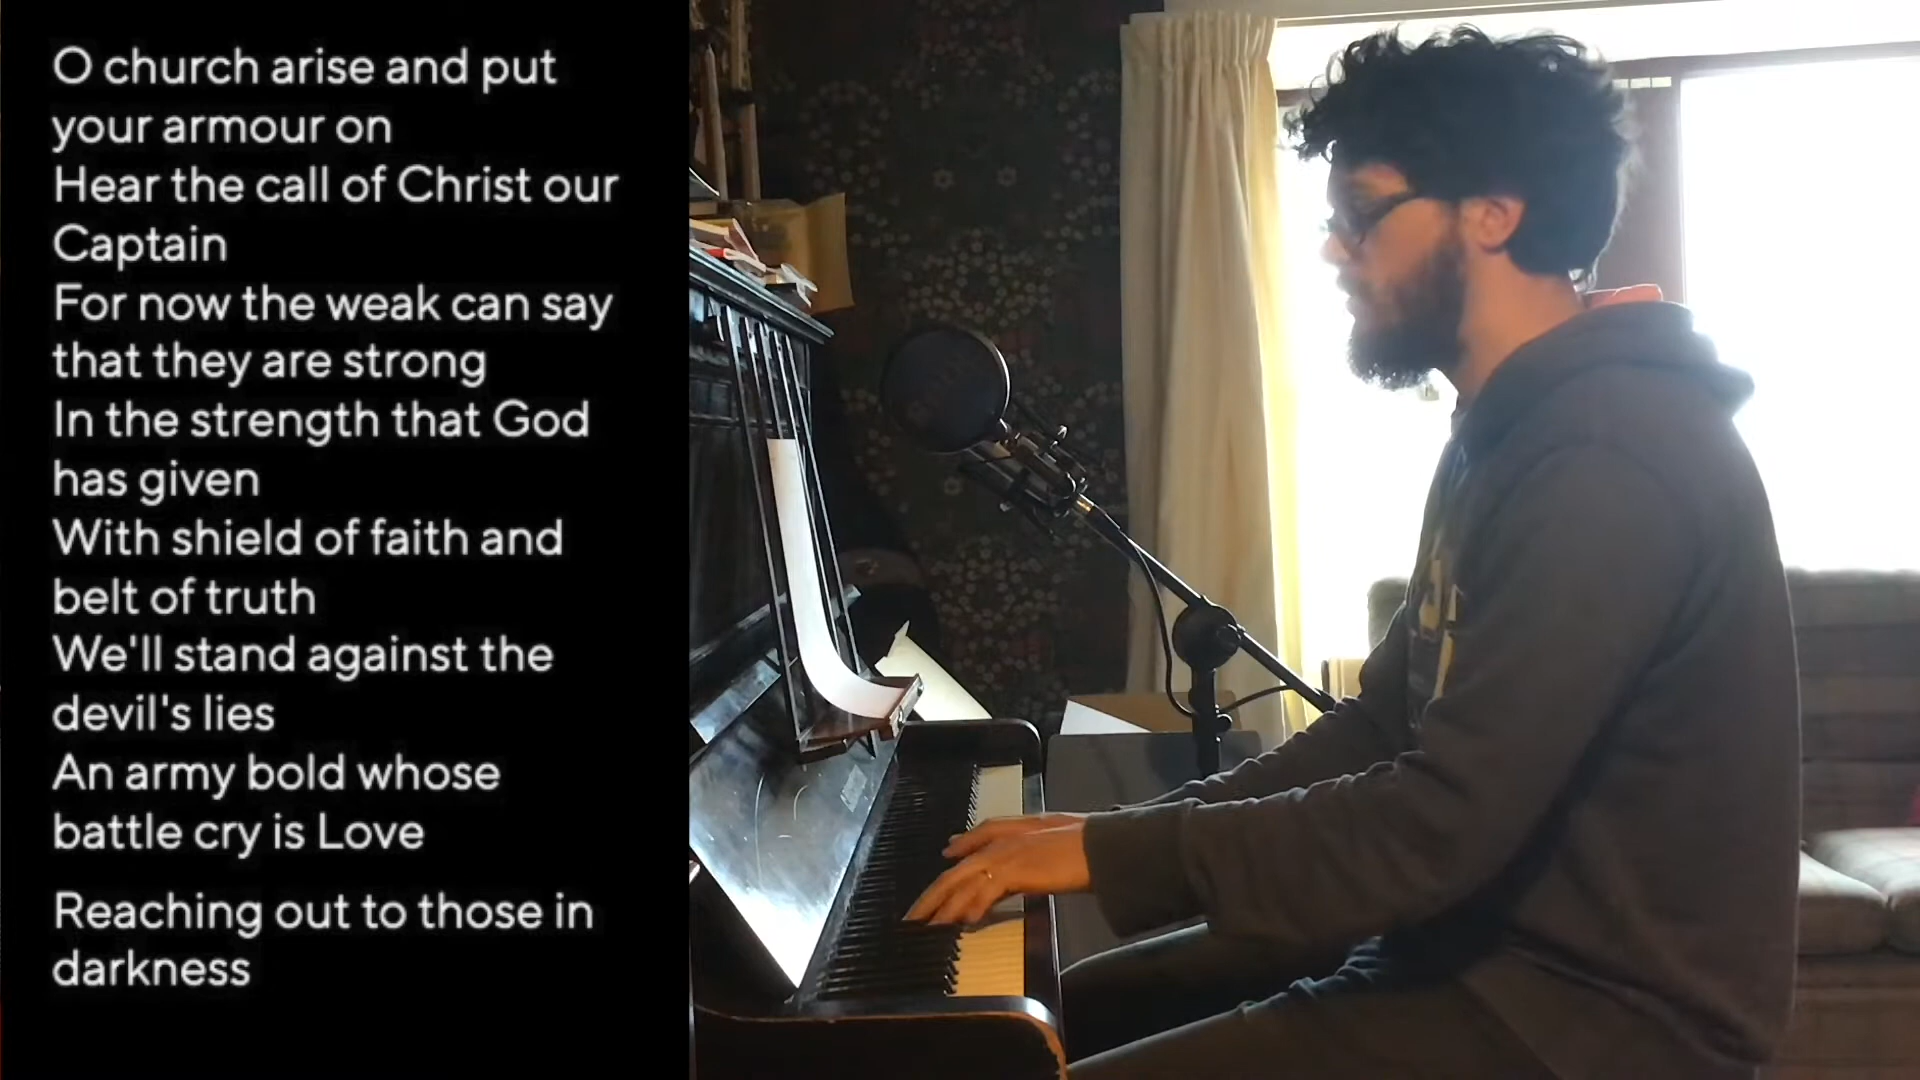 O church arise and put
your armour on
Hear the call of Christ our
Captain
For now the weak can say
that they are strong
In the strength that God
has given
With shield of faith and
belt of truth
We'll stand against the
devil's lies
An army bold whose
battle cry is Love
Reaching out to those in
darkness